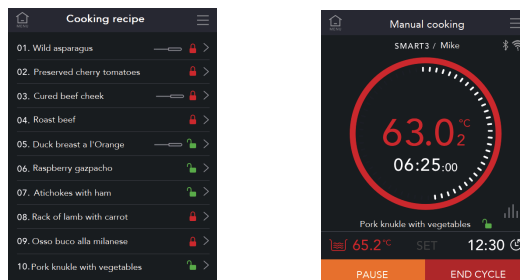 MENU
Cooking recipe
01. Wild asparagus
02. Preserved cherry tomatoes
03. Cured beef cheek
04. Roast beef
05. Duck breast a l'Orange
06. Raspberry gazpacho
07. Atichokes with ham
08. Rack of lamb with carrot
09. Osso buco alla milanese
10. Pork knukle with vegetables
MENU
Manual cooking
SMART3 / Mike
63.02 °C
06:25:00
Pork knukle with vegetables
65.2°C SET 12:30
PAUSE END CYCLE